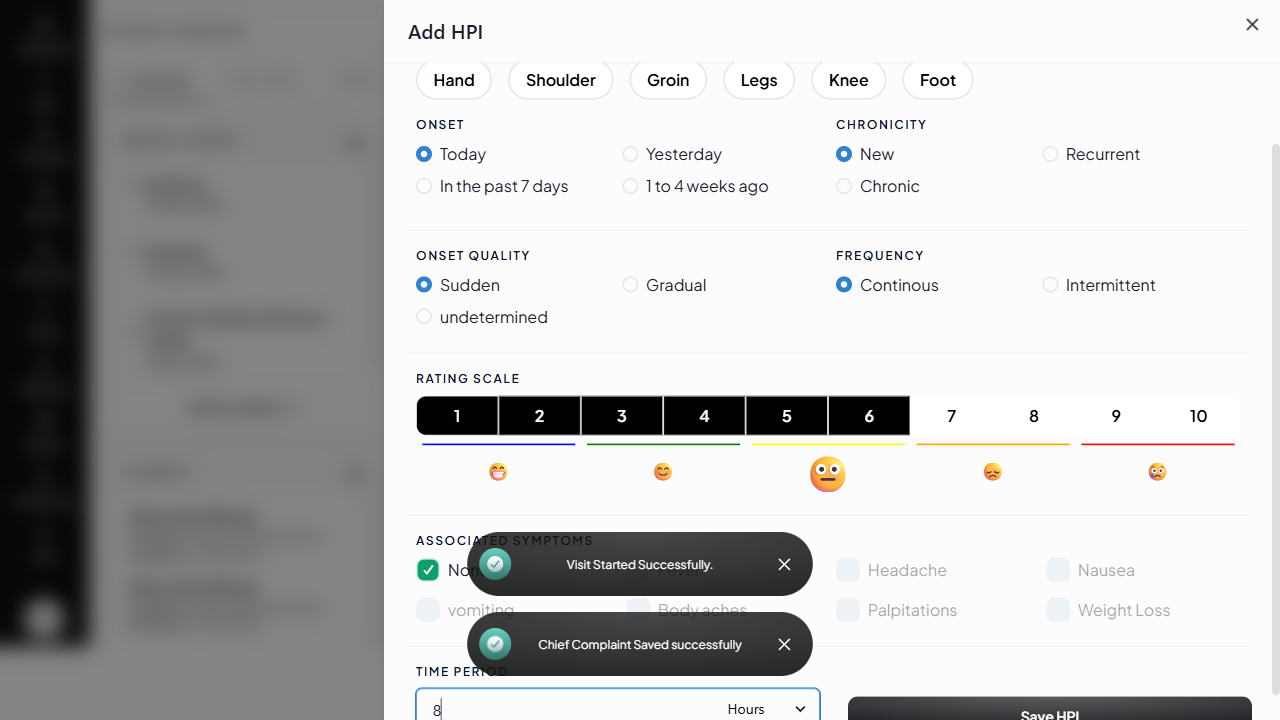 Add HPI
Hand Shoulder Groin Legs Knee Foot
ONSET CHRONICITY
Today Yesterday New Recurrent
In the past 7 days 1 to 4 weeks ago Chronic
ONSET QUALITY FREQUENCY
Sudden Gradual Continous Intermittent
undetermined
RATING SCALE
1 2 3 4 5 6 7 8 9 10
ASSOCIATED SYMPTOMS
Visit Started Successfully.
Headache Nausea
vomiting Body aches Palpitations Weight Loss
Chief Complaint Saved successfully
TIME PERIOD
8 Hours Save HPI